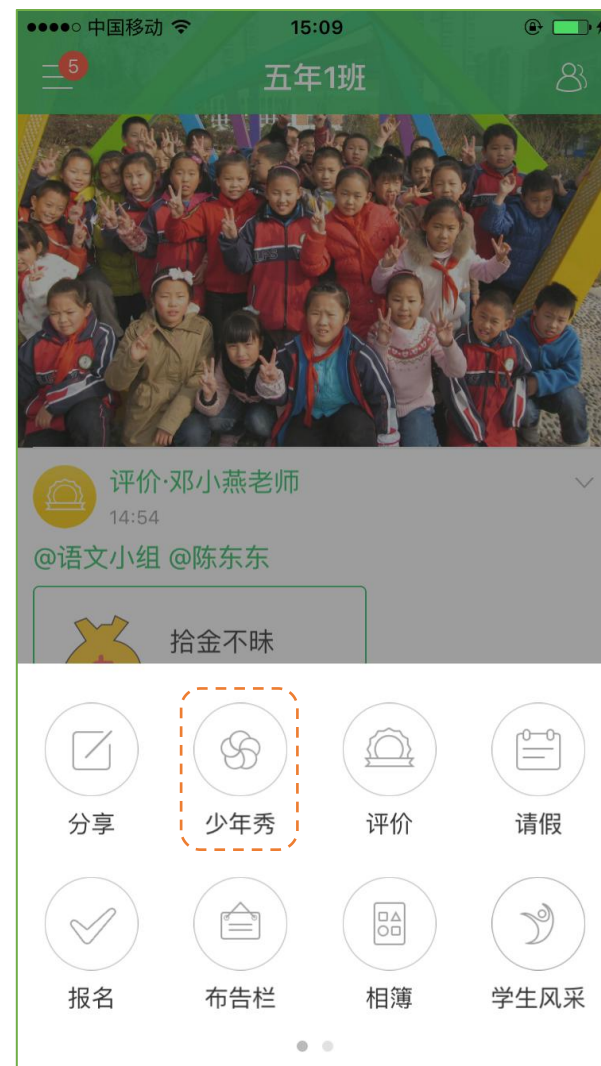 中国移动 15:09
5
五年1班
评价·邓小燕老师
14:54
@语文小组 @陈东东
拾金不昧
分享 少年秀 评价 请假
报名 布告栏 相簿 学生风采